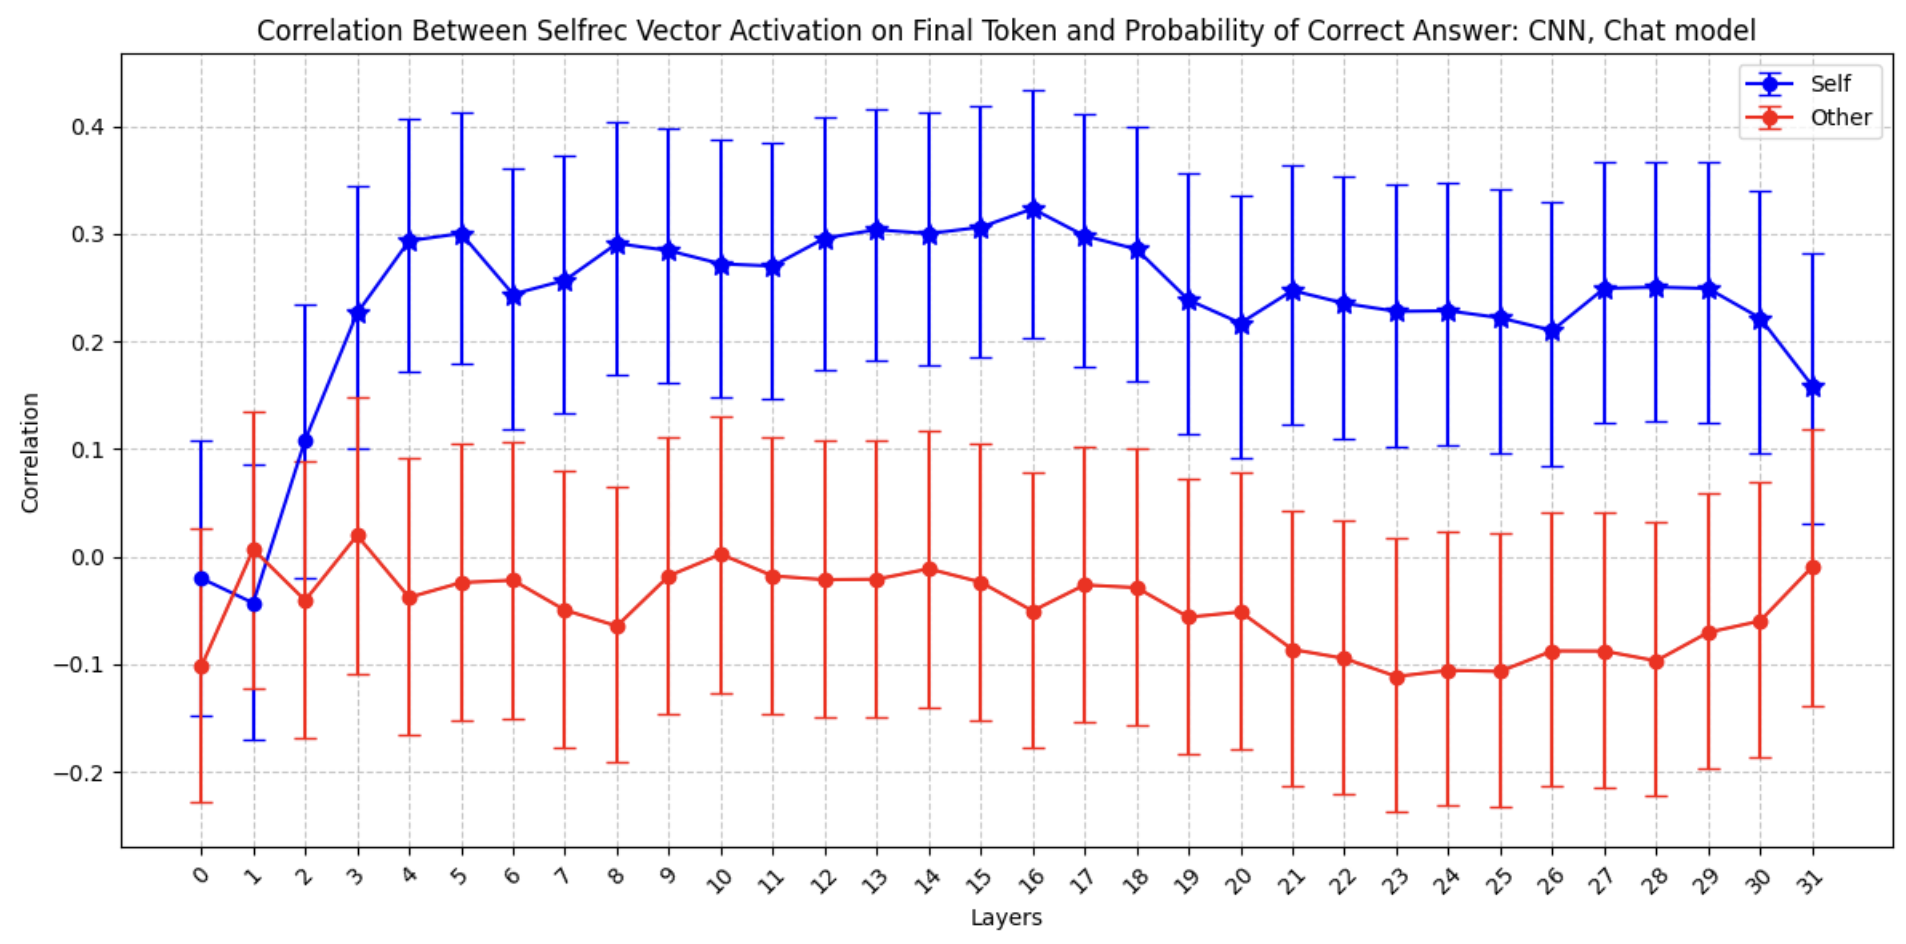 Correlation Between Selfrec Vector Activation on Final Token and Probability of Correct Answer: CNN, Chat model
Self
Other
0.4
0.3
0.2
0.1
0.0
−0.1
−0.2
Correlation
0 1 2 3 4 5 6 7 8 9 10 11 12 13 14 15 16 17 18 19 20 21 22 23 24 25 26 27 28 29 30 31
Layers